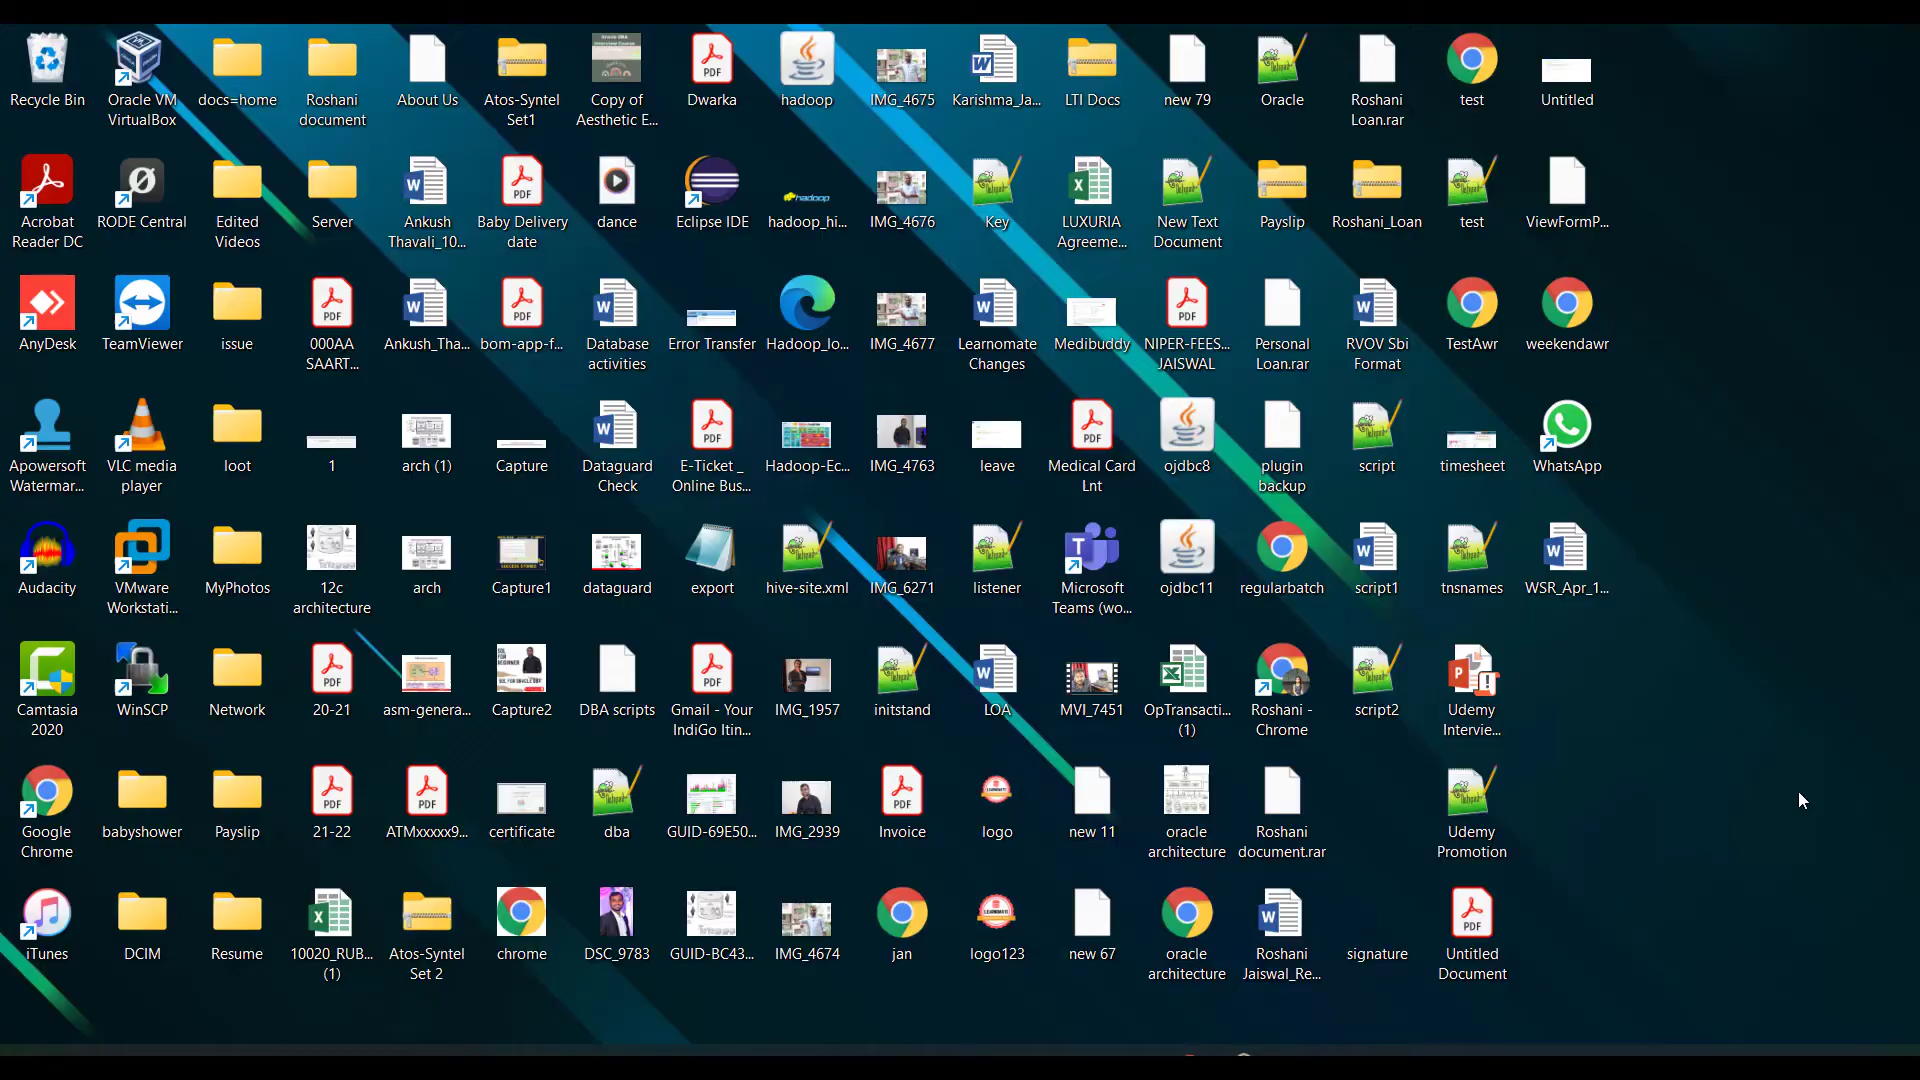 Recycle Bin
Oracle VM
VirtualBox
docs=home
Roshani
document
About Us
Atos-Syntel
Set1
Copy of
Aesthetic E...
Dwarka
hadoop
IMG_4675
Karishma_Ja...
LTI Docs
new 79
Oracle
Roshani
Loan.rar
test
Untitled
Acrobat
Reader DC
RODE Central
Edited
Videos
Server
Ankush
Thavali_10...
Baby Delivery
date
dance
Eclipse IDE
hadoop_hi...
IMG_4676
Key
LUXURIA
Agreeme...
New Text
Document
Payslip
Roshani_Loan
test
ViewFormP...
AnyDesk
TeamViewer
issue
000AA
SAART...
Ankush_Tha...
bom-app-f...
Database
activities
Error Transfer
Hadoop_lo...
IMG_4677
Learnomate
Changes
Medibuddy
NIPER-FEES...
JAISWAL
Personal
Loan.rar
RVOV Sbi
Format
TestAwr
weekendawr
Apowersoft
Watermar...
VLC media
player
loot
1
arch (1)
Capture
Dataguard
Check
E-Ticket _
Online Bus...
Hadoop-Ec...
IMG_4763
leave
Medical Card
Lnt
ojdbc8
plugin
backup
script
timesheet
WhatsApp
Audacity
VMware
Workstati...
MyPhotos
12c
architecture
arch
Capture1
dataguard
export
hive-site.xml
IMG_6271
listener
Microsoft
Teams (wo...
ojdbc11
regularbatch
script1
tnsnames
WSR_Apr_1...
Camtasia
2020
WinSCP
Network
20-21
asm-genera...
Capture2
DBA scripts
Gmail - Your
IndiGo Itin...
IMG_1957
initstand
LOA
MVI_7451
OpTransacti...
(1)
Roshani -
Chrome
script2
Udemy
Intervie...
Google
Chrome
babyshower
Payslip
21-22
ATMxxxxx9...
certificate
dba
GUID-69E50...
IMG_2939
Invoice
logo
new 11
oracle
architecture
Roshani
document.rar
Udemy
Promotion
iTunes
DCIM
Resume
10020_RUB...
(1)
Atos-Syntel
Set 2
chrome
DSC_9783
GUID-BC43...
IMG_4674
jan
logo123
new 67
oracle
architecture
Roshani
Jaiswal_Re...
signature
Untitled
Document